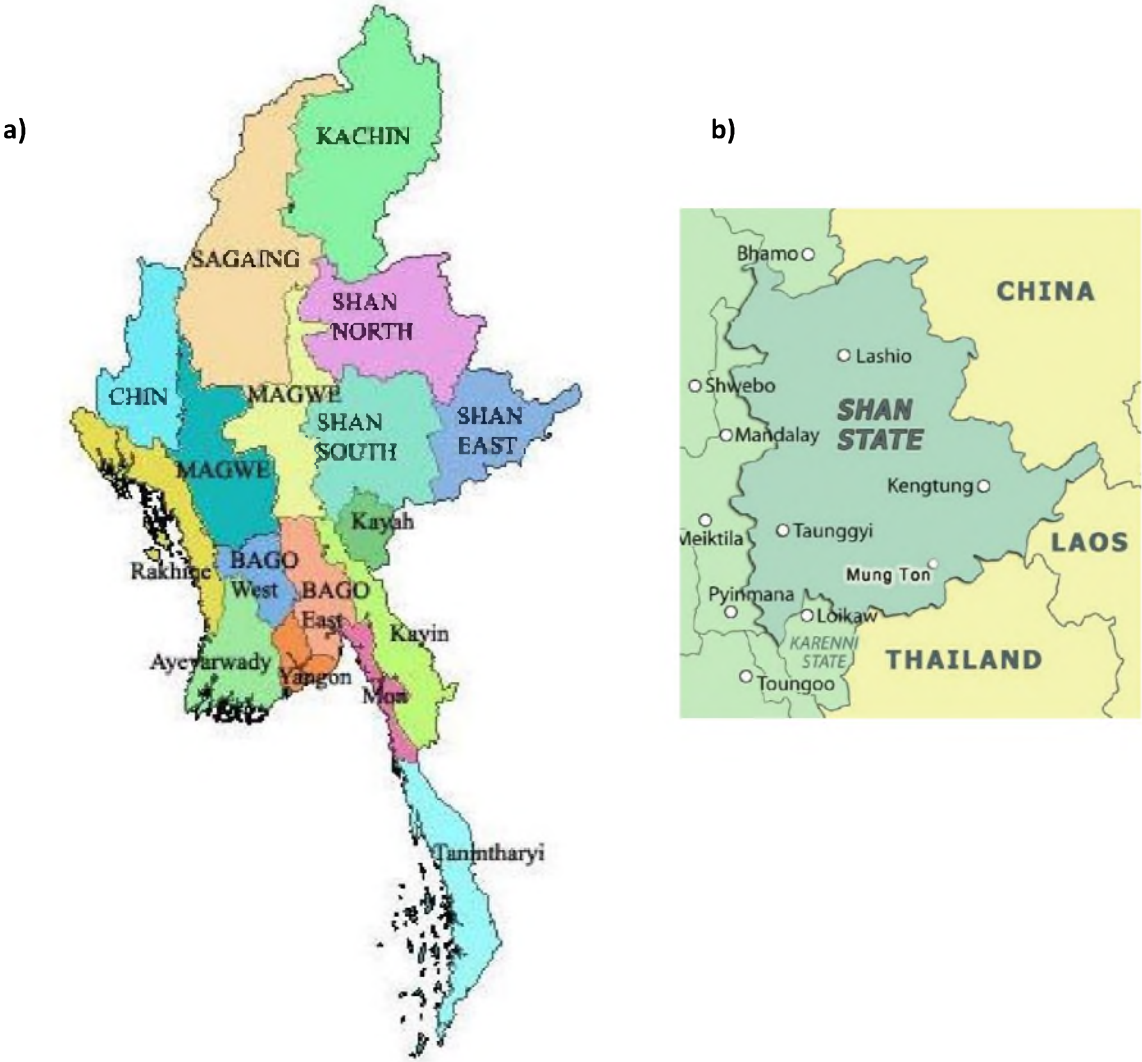 a)
KACHIN
SAGAING
SHAN
NORTH
CHIN
MAGWE
SHAN
SOUTH
SHAN
EAST
MAGWE
Kayah
Rakhine
BAGO
West
BAGO
East
Kayin
Ayeyarwady
Yangon
Mon
Tanintharyi
b)
Bhamo
CHINA
Lashio
Shwebo
SHAN
STATE
Mandalay
Kengtung
Meiktila
Taunggyi
LAOS
Mung Ton
Pyinmana
Loikaw
KARENNI
STATE
THAILAND
Toungoo